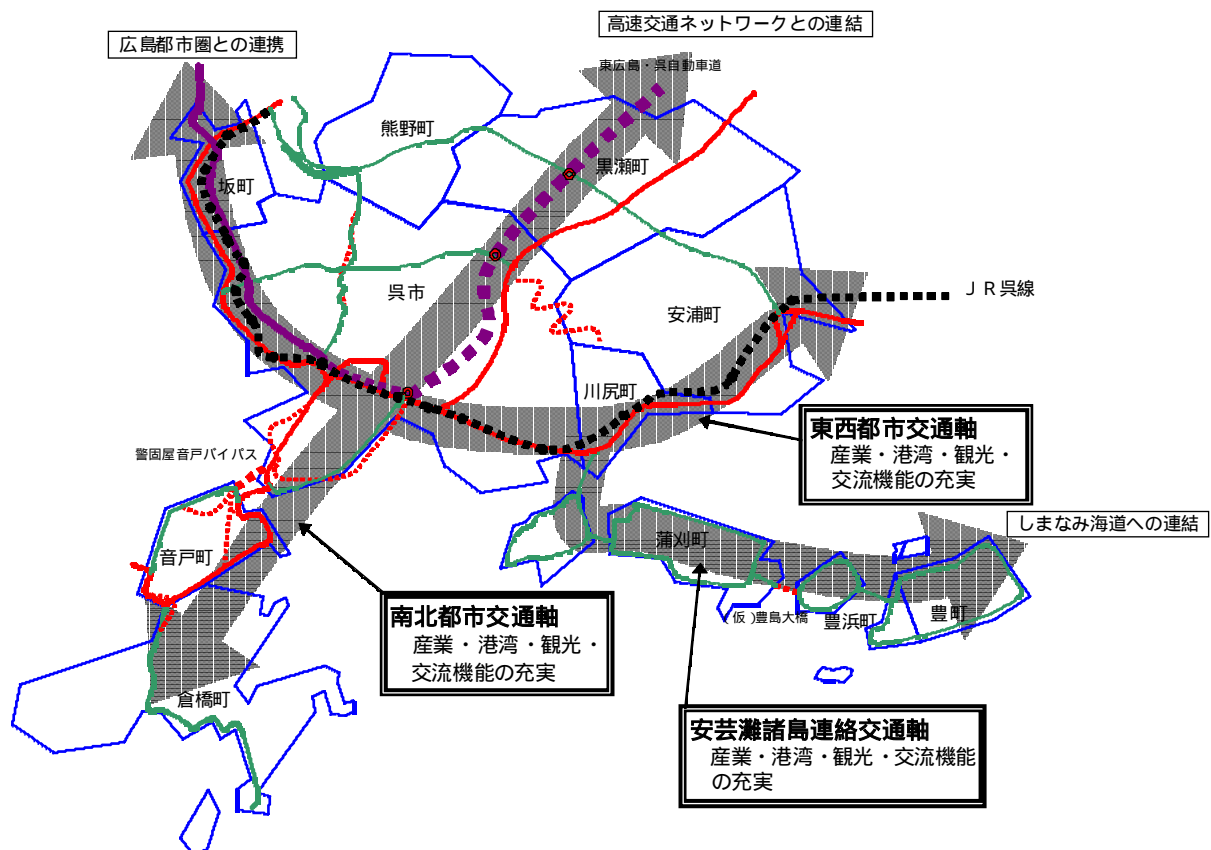 高速交通ネットワークとの連結
広島都市圏との連携
東広島・呉自動車道
熊野町
黒瀬町
坂町
呉市
ＪＲ呉線
安浦町
川尻町
東西都市交通軸
産業・港湾・観光・
交流機能の充実
警固屋音戸バイパス
しまなみ海道への連結
蒲刈町
音戸町
南北都市交通軸
産業・港湾・観光・
交流機能の充実
(仮)豊島大橋
豊浜町
豊町
倉橋町
安芸灘諸島連絡交通軸
産業・港湾・観光・交流機能
の充実